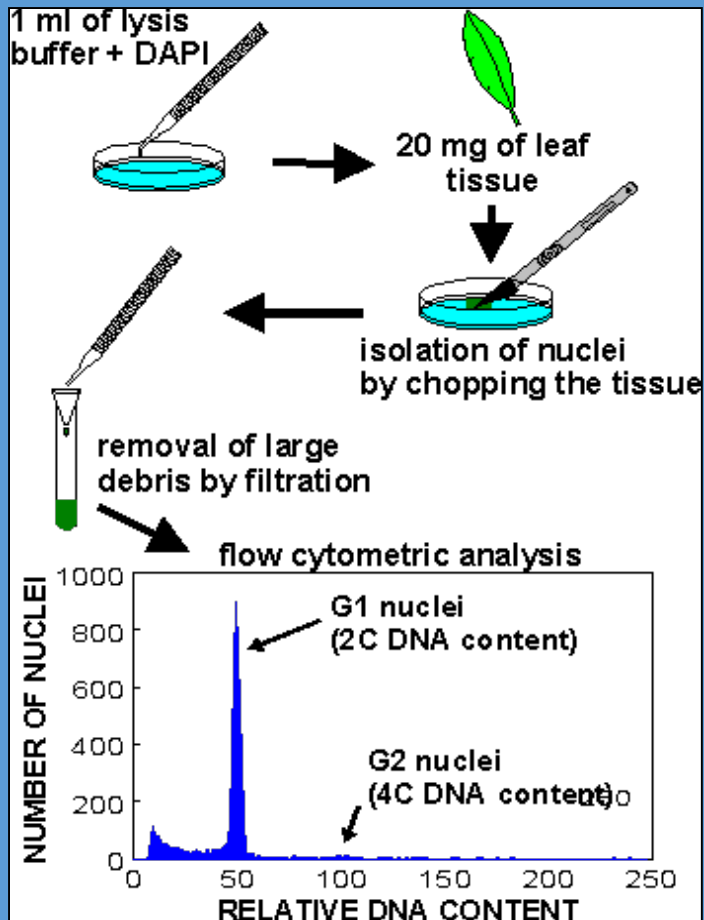 1 ml of lysis
buffer + DAPI
20 mg of leaf
tissue
isolation of nuclei
by chopping the tissue
removal of large
debris by filtration
flow cytometric analysis
NUMBER OF NUCLEI
1000
800
600
400
200
0
G1 nuclei
(2C DNA content)
G2 nuclei
(4C DNA content)
0 50 100 150 200 250
RELATIVE DNA CONTENT